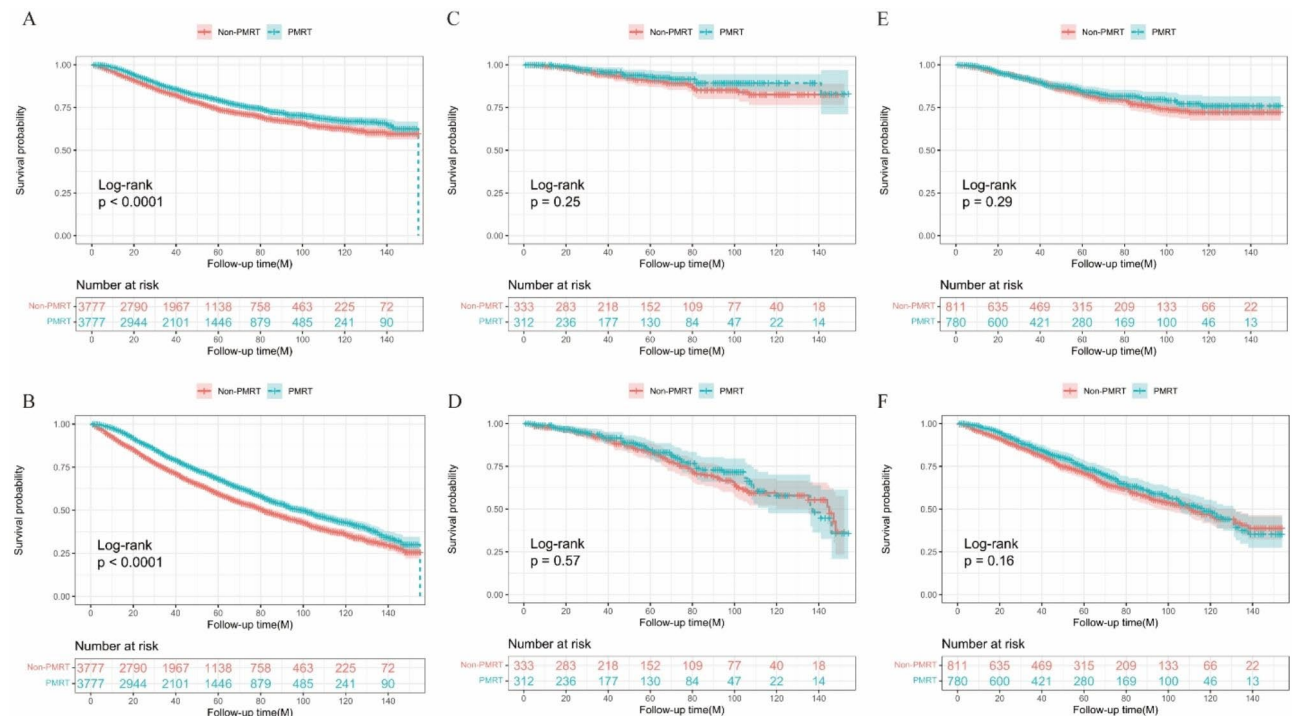 A
Non-PMRT PMRT
Survival probability
1.00
0.75
0.50
0.25
0.00
Log-rank
p < 0.0001
0 20 40 60 80 100 120 140
Follow-up time(M)
Number at risk
Non-PMRT 3777 2790 1967 1138 758 463 225 72
PMRT 3777 2944 2101 1446 879 485 241 90
0 20 40 60 80 100 120 140
Follow-up time(M)
C
Non-PMRT PMRT
Survival probability
1.00
0.75
0.50
0.25
0.00
Log-rank
p = 0.25
0 20 40 60 80 100 120 140
Follow-up time(M)
Number at risk
Non-PMRT 333 283 218 152 109 77 40 18
PMRT 312 236 177 130 84 47 22 14
0 20 40 60 80 100 120 140
Follow-up time(M)
E
Non-PMRT PMRT
Survival probability
1.00
0.75
0.50
0.25
0.00
Log-rank
p = 0.29
0 20 40 60 80 100 120 140
Follow-up time(M)
Number at risk
Non-PMRT 811 635 469 315 209 133 66 22
PMRT 780 600 421 280 169 100 46 13
0 20 40 60 80 100 120 140
Follow-up time(M)
B
Non-PMRT PMRT
Survival probability
1.00
0.75
0.50
0.25
0.00
Log-rank
p < 0.0001
0 20 40 60 80 100 120 140
Follow-up time(M)
Number at risk
Non-PMRT 3777 2790 1967 1138 758 463 225 72
PMRT 3777 2944 2101 1446 879 485 241 90
0 20 40 60 80 100 120 140
Follow-up time(M)
D
Non-PMRT PMRT
Survival probability
1.00
0.75
0.50
0.25
0.00
Log-rank
p = 0.57
0 20 40 60 80 100 120 140
Follow-up time(M)
Number at risk
Non-PMRT 333 283 218 152 109 77 40 18
PMRT 312 236 177 130 84 47 22 14
0 20 40 60 80 100 120 140
Follow-up time(M)
F
Non-PMRT PMRT
Survival probability
1.00
0.75
0.50
0.25
0.00
Log-rank
p = 0.16
0 20 40 60 80 100 120 140
Follow-up time(M)
Number at risk
Non-PMRT 811 635 469 315 209 133 66 22
PMRT 780 600 421 280 169 100 46 13
0 20 40 60 80 100 120 140
Follow-up time(M)